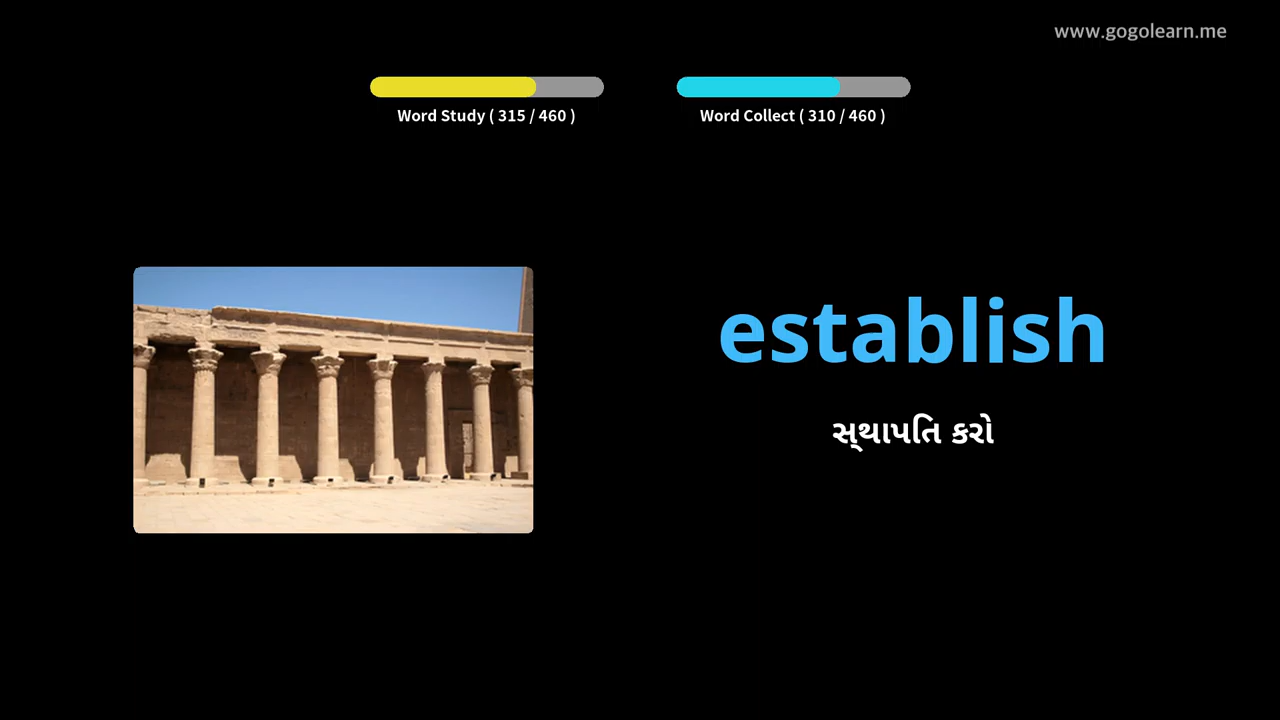 www.gogolearn.me
Word Study ( 315 / 460 )
Word Collect ( 310 / 460 )
establish
સ્થાપતિ કરો